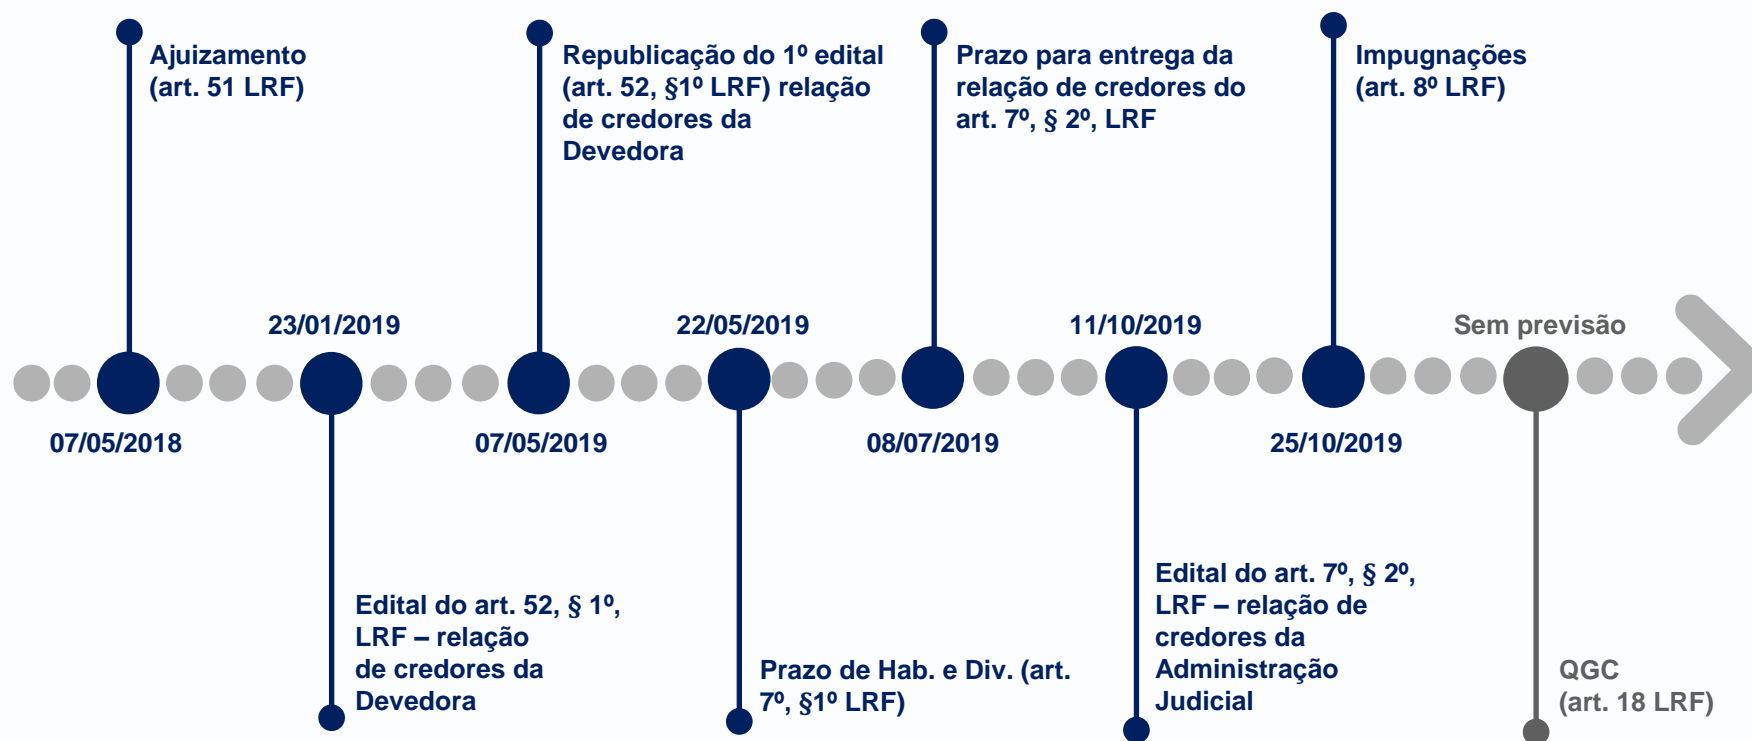 Ajuizamento
(art. 51 LRF)
07/05/2018
23/01/2019
Edital do art. 52, § 1º,
LRF – relação
de credores da
Devedora
Republicação do 1º edital
(art. 52, §1º LRF) relação
de credores da
Devedora
07/05/2019
22/05/2019
Prazo de Hab. e Div. (art.
7º, §1º LRF)
Prazo para entrega da
relação de credores do
art. 7º, § 2º, LRF
08/07/2019
11/10/2019
Edital do art. 7º, § 2º,
LRF – relação de
credores da
Administração
Judicial
Impugnações
(art. 8º LRF)
25/10/2019
Sem previsão
QGC
(art. 18 LRF)